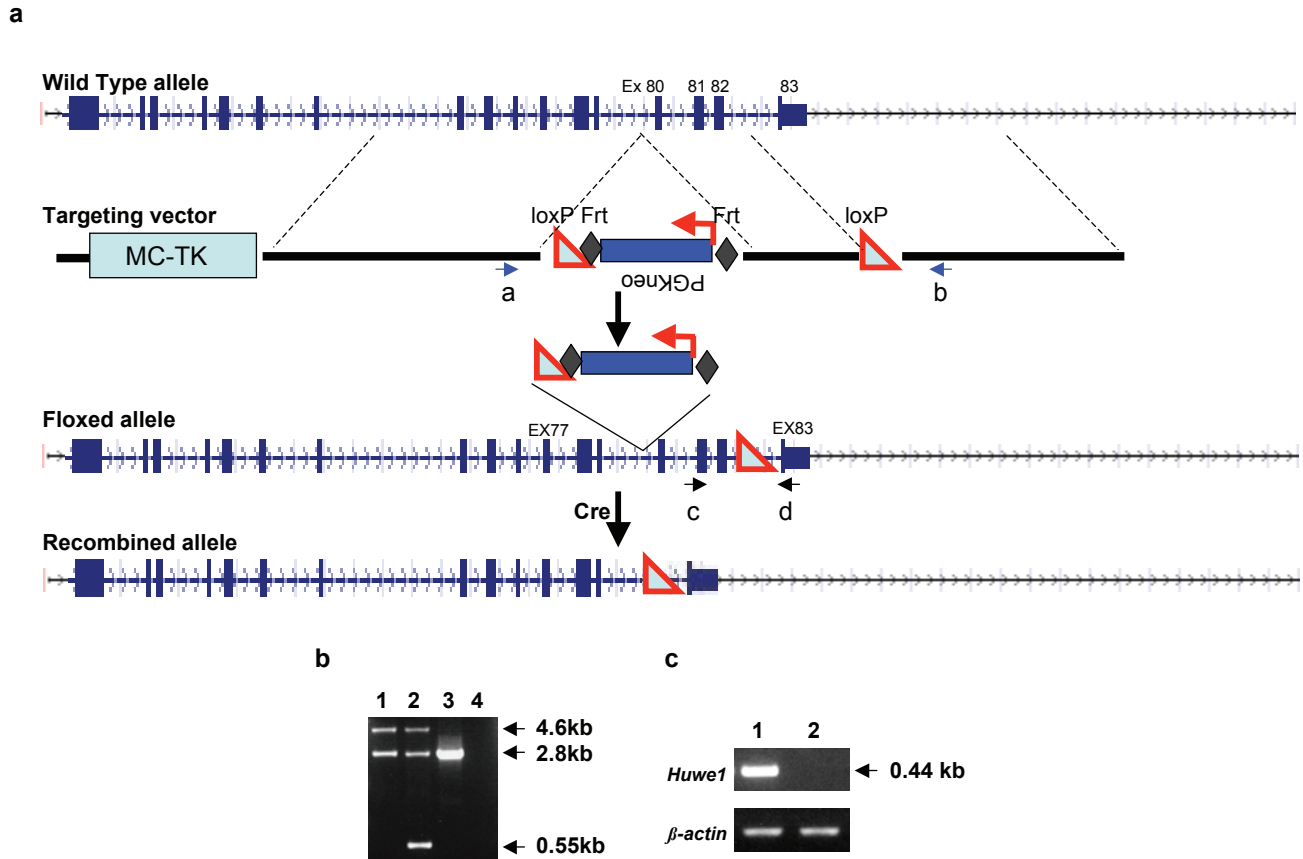 a
Wild Type allele
Ex 80 81 82 83
Targeting vector
loxP Frt Frt loxP
MC-TK
PGKneo
a b
Floxed allele
EX77 EX83
c d
Cre
Recombined allele
b
1 2 3 4
4.6kb
2.8kb
0.55kb
c
1 2
Huwe1 0.44 kb
β-actin